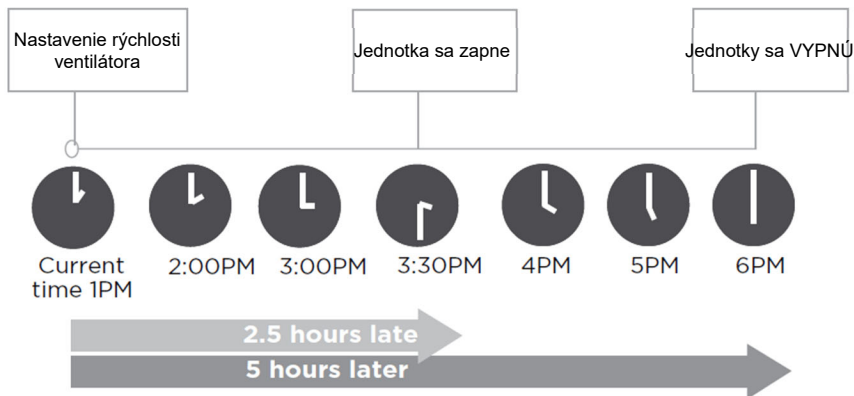 Nastavenie rýchlosti
ventilátora
Jednotka sa zapne
Jednotky sa VYPNÚ
Current
time 1PM
2:00PM
3:00PM
3:30PM
4PM
5PM
6PM
2.5 hours late
5 hours later